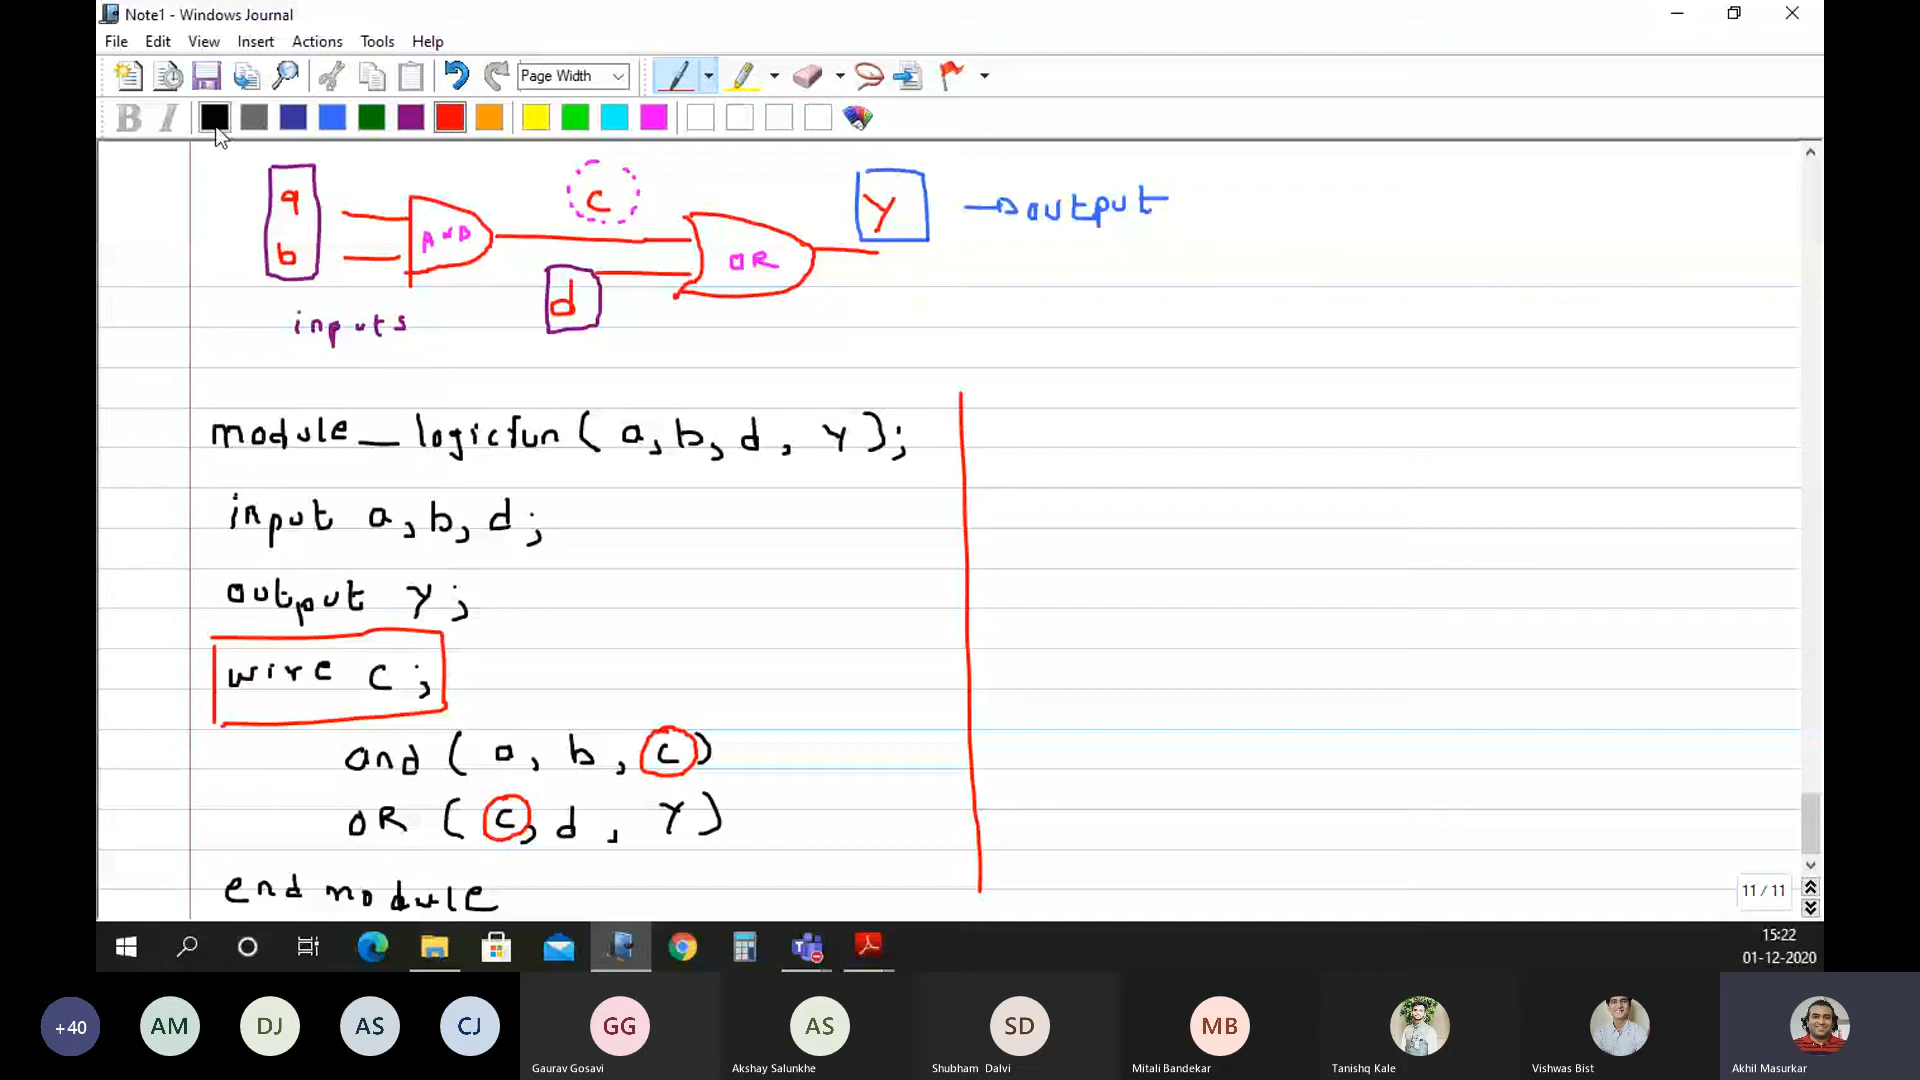 Note1 - Windows Journal
File Edit View Insert Actions Tools Help
Page Width
B I
a
b
AND
c
d
OR
Y
output
inputs
module_logicfun ( a, b, d, Y );
input a, b, d ;
output Y ;
wire c ;
and ( a, b, c )
OR ( c, d, Y )
end module
11 / 11
15:22
01-12-2020
+40
AM
DJ
AS
CJ
GG
AS
SD
MB
Gaurav Gosavi
Akshay Salunkhe
Shubham Dalvi
Mitali Bandekar
Tanishq Kale
Vishwas Bist
Akhil Masurkar